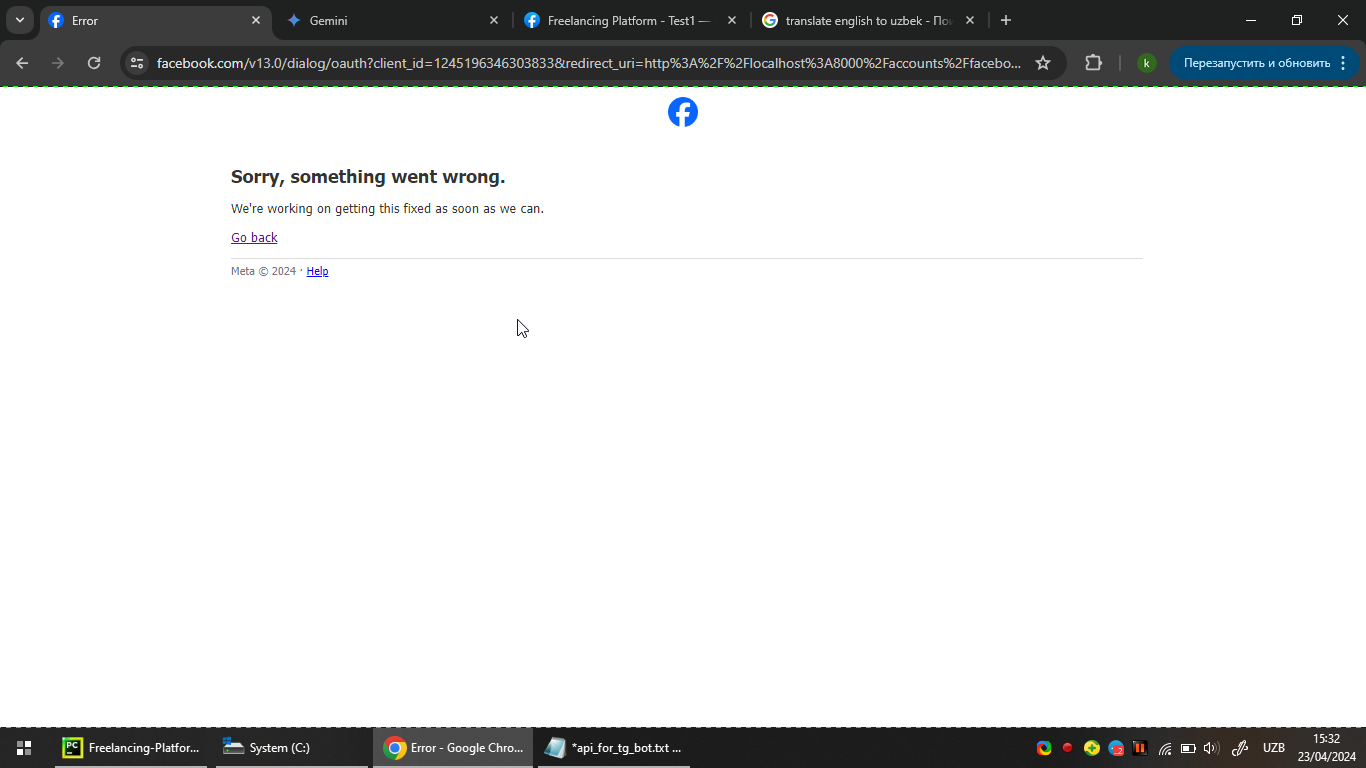 Error
Gemini
Freelancing Platform - Test1 —
translate english to uzbek - По
facebook.com/v13.0/dialog/oauth?client_id=1245196346303833&redirect_uri=http%3A%2F%2Flocalhost%3A8000%2Faccounts%2Ffacebo...
k
Перезапустить и обновить
Sorry, something went wrong.
We're working on getting this fixed as soon as we can.
Go back
Meta © 2024 · Help
PC
Freelancing-Platfor...
System (C:)
Error - Google Chro...
*api_for_tg_bot.txt ...
UZB
15:32
23/04/2024